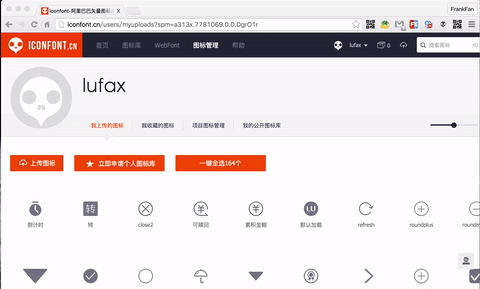 Iconfont-阿里巴巴矢量图标
FrankFan
iconfont.cn/users/myuploads?spm=a313x.7781069.0.0.DgrO1r
ICONFONT.CN
首页
图标库
WebFont
图标管理
帮助
lufax
0
搜索图标
lufax
我上传的图标
我收藏的图标
项目图标管理
我的公开图标库
上传图标
立即申请个人图标库
一键全选164个
转
LU
倒计时
转
close2
可赎回
累积金额
默认加载
refresh
roundplus